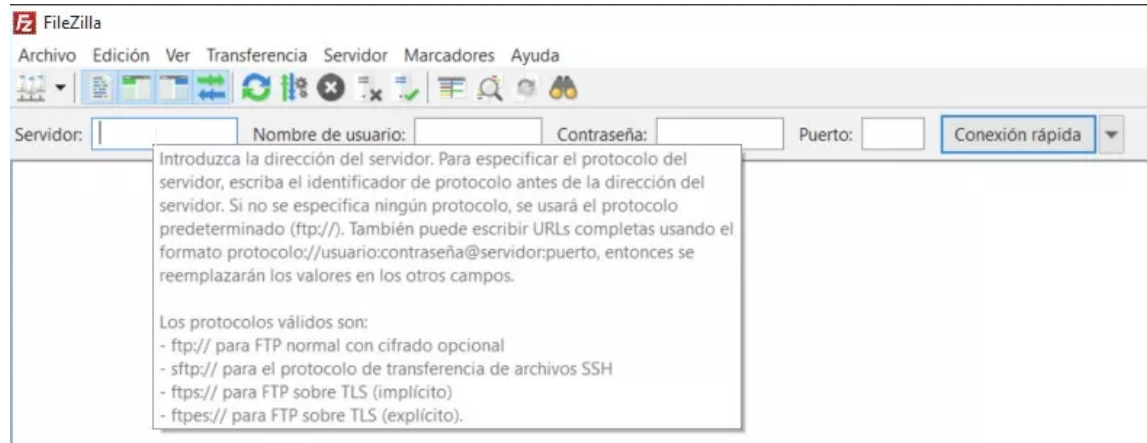 FileZilla
Archivo Edición Ver Transferencia Servidor Marcadores Ayuda
Servidor: Nombre de usuario: Contraseña: Puerto: Conexión rápida
Introduzca la dirección del servidor. Para especificar el protocolo del
servidor, escriba el identificador de protocolo antes de la dirección del
servidor. Si no se especifica ningún protocolo, se usará el protocolo
predeterminado (ftp://). También puede escribir URLs completas usando el
formato protocolo://usuario:contraseña@servidor:puerto, entonces se
reemplazarán los valores en los otros campos.
Los protocolos válidos son:
- ftp:// para FTP normal con cifrado opcional
- sftp:// para el protocolo de transferencia de archivos SSH
- ftps:// para FTP sobre TLS (implícito)
- ftpes:// para FTP sobre TLS (explícito).